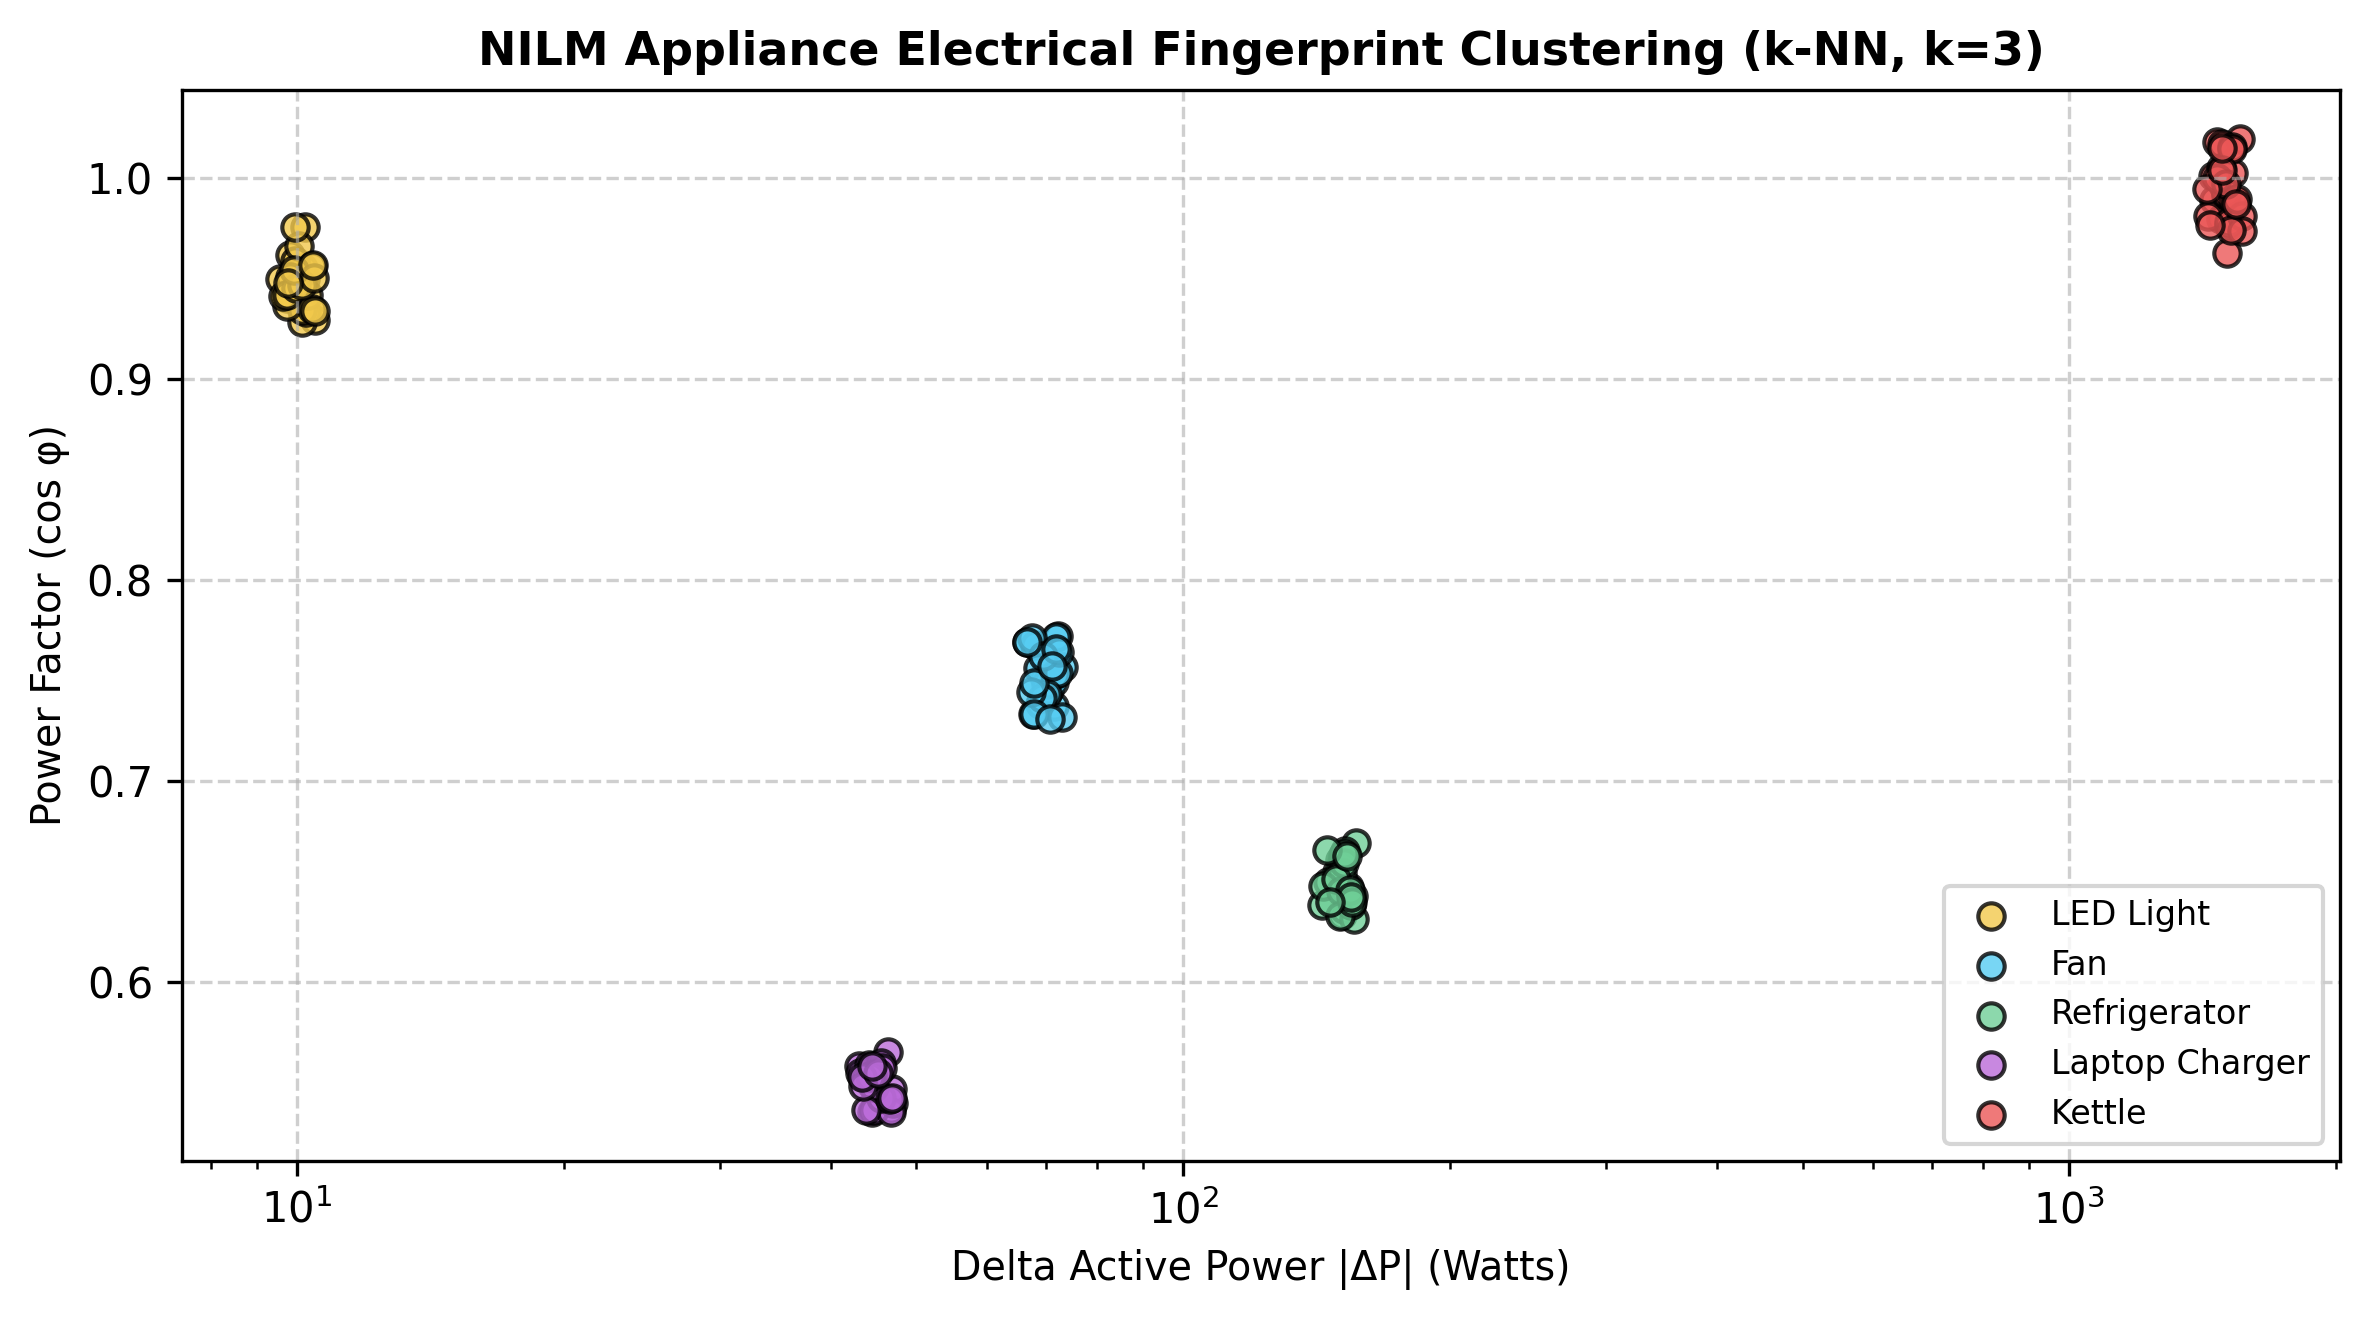 NILM Appliance Electrical Fingerprint Clustering (k-NN, k=3)
Power Factor (cos φ)
1.0
0.9
0.8
0.7
0.6
LED Light
Fan
Refrigerator
Laptop Charger
Kettle
10¹ 10² 10³
Delta Active Power |ΔP| (Watts)